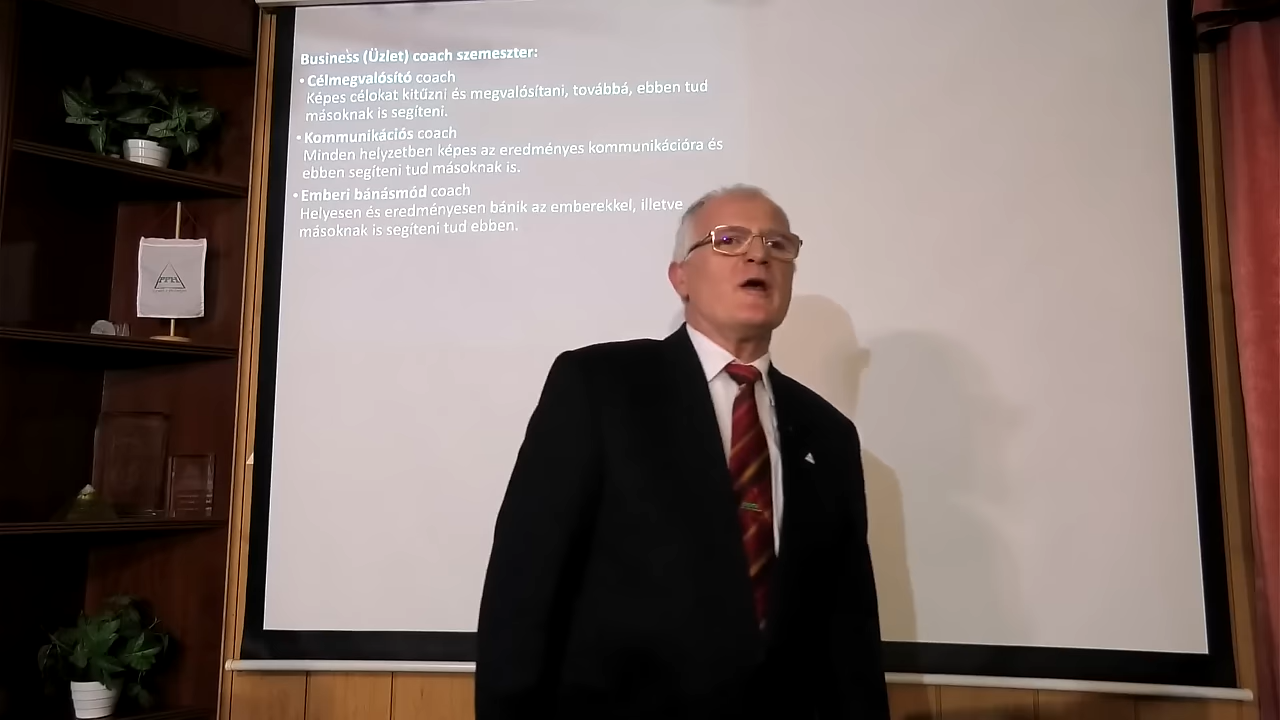 Business (Üzlet) coach szemeszter:
• Célmegvalósító coach
Képes célokat kitűzni és megvalósítani, továbbá, ebben tud
másoknak is segíteni.
• Kommunikációs coach
Minden helyzetben képes az eredményes kommunikációra és
ebben segíteni tud másoknak is.
• Emberi bánásmód coach
Helyesen és eredményesen bánik az emberekkel, illetve
másoknak is segíteni tud ebben.